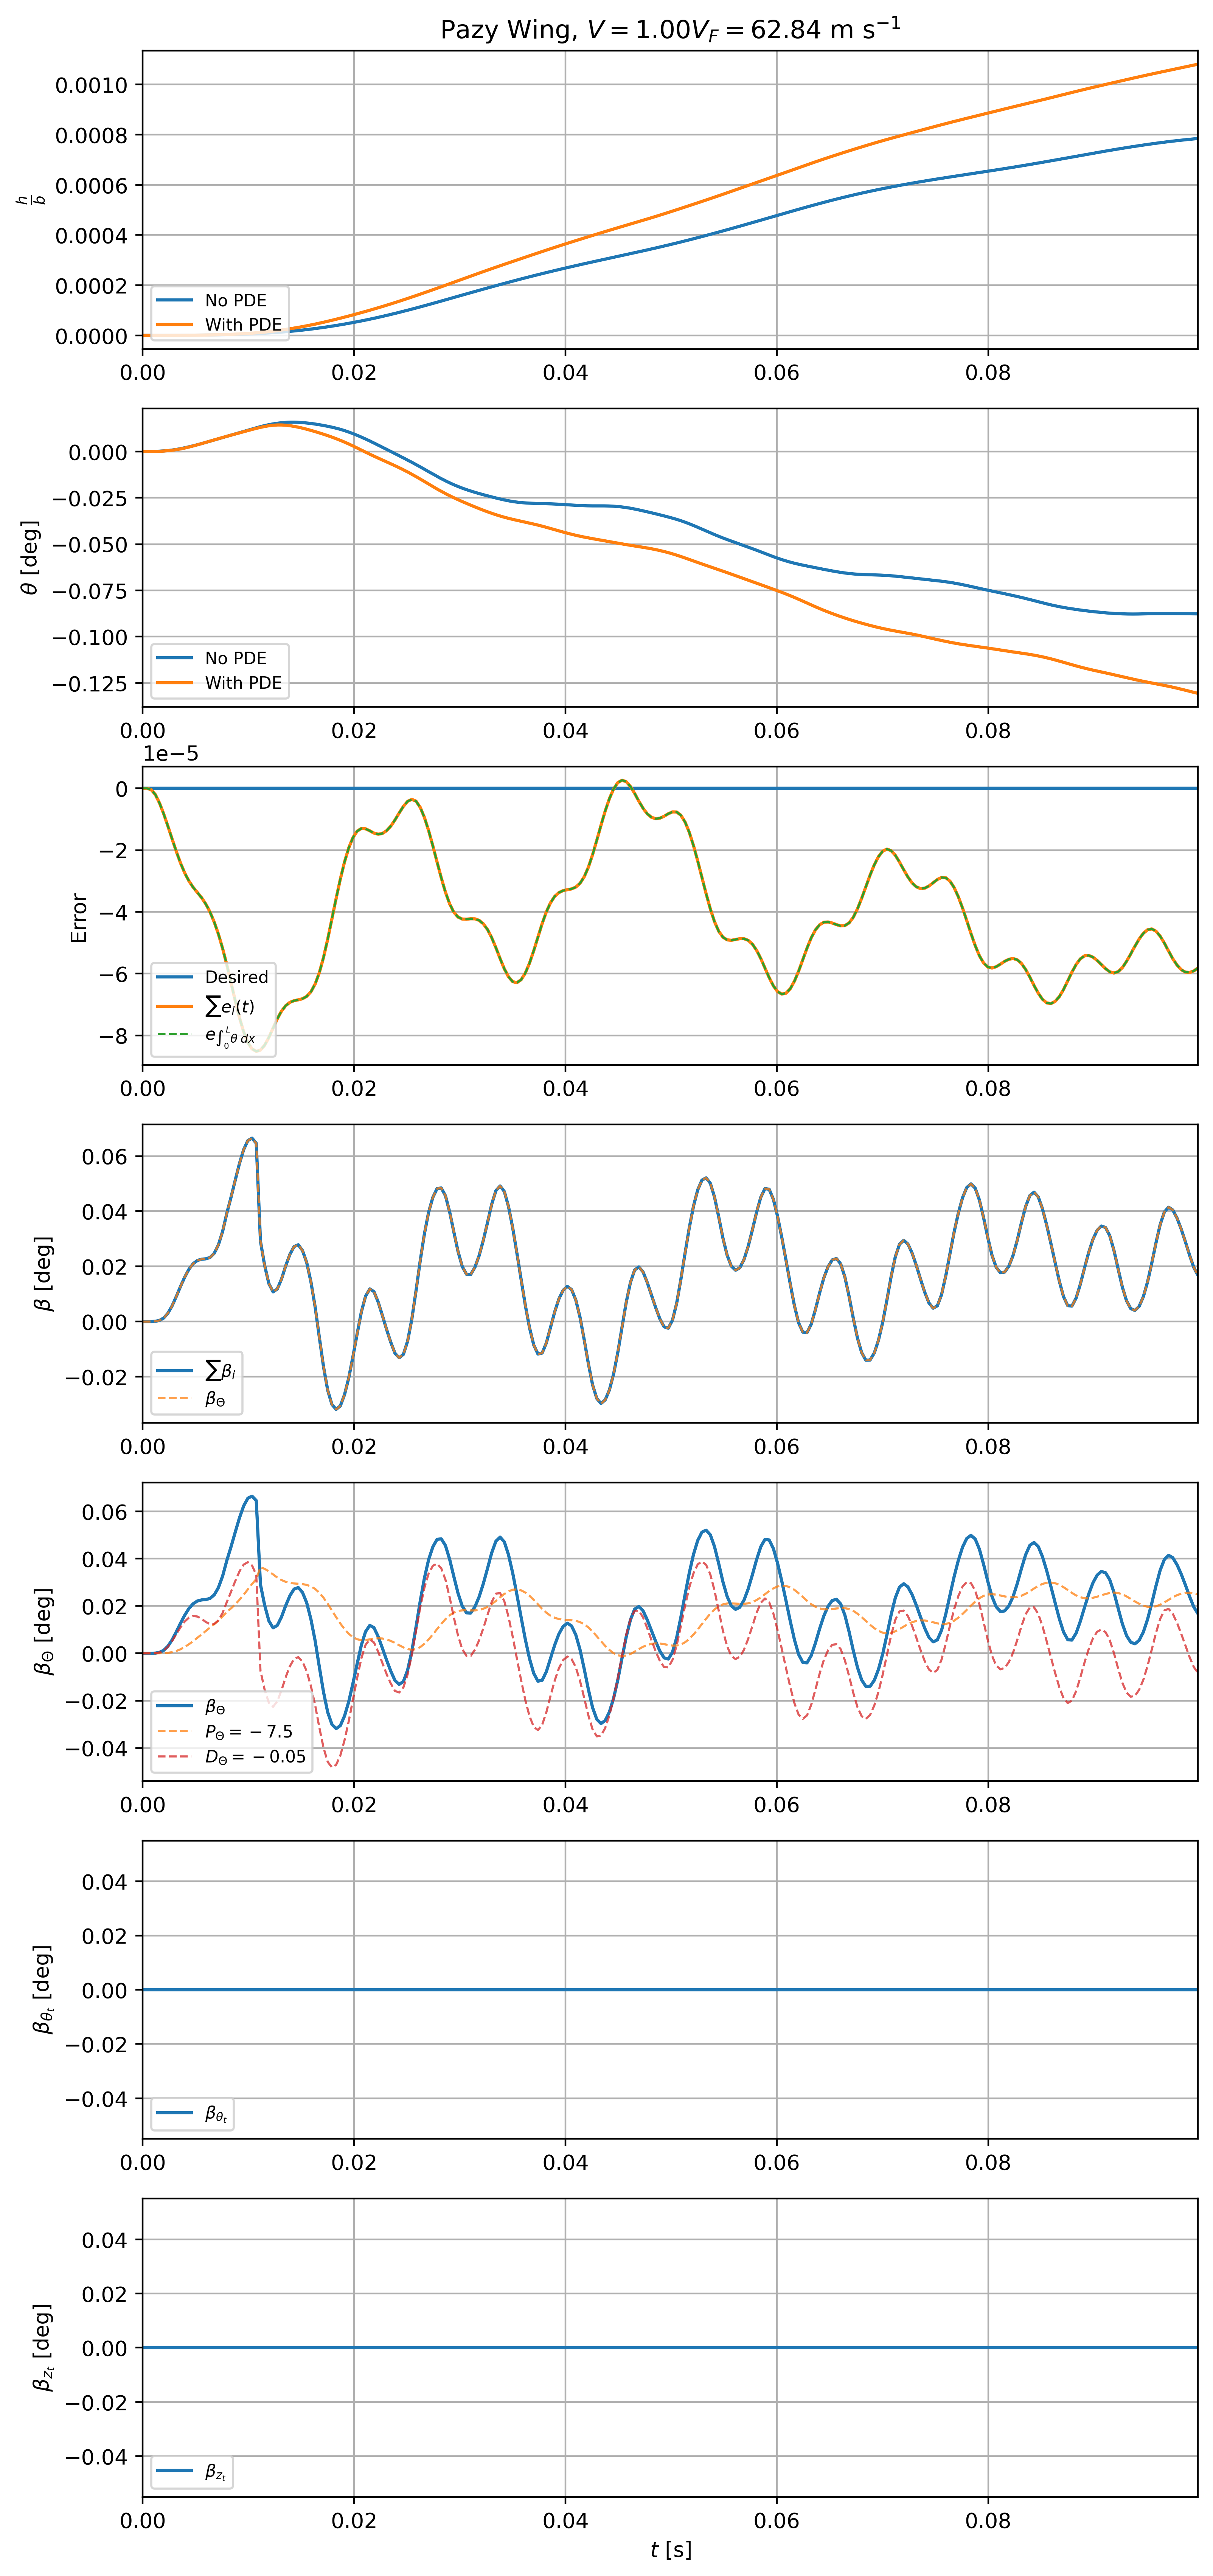 Pazy Wing, V = 1.00V_F = 62.84 m s⁻¹
0.0010
0.0008
0.0006
0.0004
0.0002
0.0000
h/b
No PDE
With PDE
0.00 0.02 0.04 0.06 0.08
0.000
−0.025
−0.050
−0.075
−0.100
−0.125
θ [deg]
No PDE
With PDE
0.00 0.02 0.04 0.06 0.08
1e−5
0
−2
−4
−6
−8
Error
Desired
∑e_i(t)
e_{∫_0^L θ dx}
0.00 0.02 0.04 0.06 0.08
0.06
0.04
0.02
0.00
−0.02
β [deg]
∑β_i
β_Θ
0.00 0.02 0.04 0.06 0.08
0.06
0.04
0.02
0.00
−0.02
−0.04
β_Θ [deg]
β_Θ
P_Θ = −7.5
D_Θ = −0.05
0.00 0.02 0.04 0.06 0.08
0.04
0.02
0.00
−0.02
−0.04
β_{θ_t} [deg]
β_{θ_t}
0.00 0.02 0.04 0.06 0.08
0.04
0.02
0.00
−0.02
−0.04
β_{z_t} [deg]
β_{z_t}
0.00 0.02 0.04 0.06 0.08
t [s]